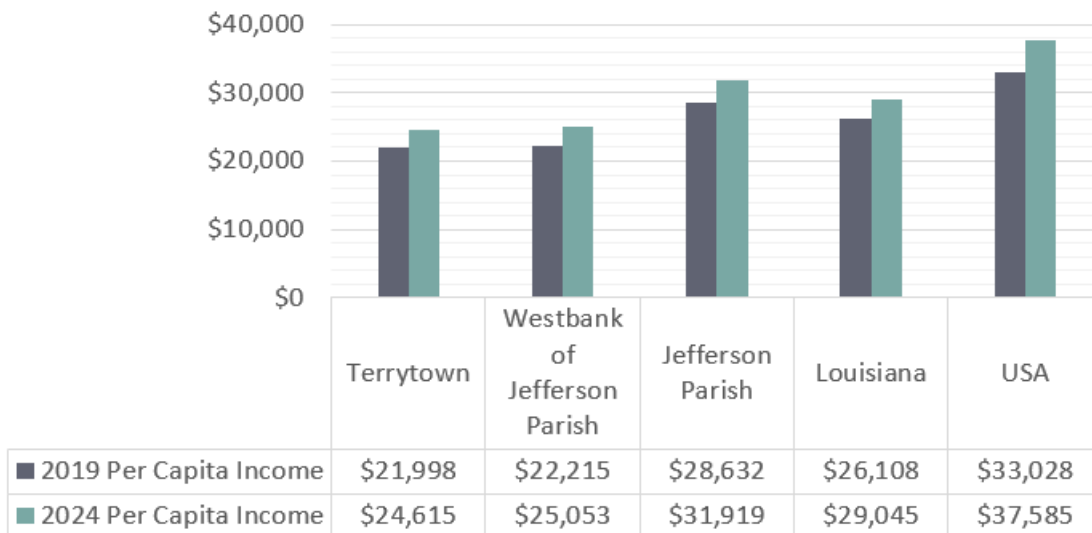 $40,000
$30,000
$20,000
$10,000
$0
Terrytown
Westbank
of
Jefferson
Parish
Jefferson
Parish
Louisiana
USA
2019 Per Capita Income $21,998 $22,215 $28,632 $26,108 $33,028
2024 Per Capita Income $24,615 $25,053 $31,919 $29,045 $37,585